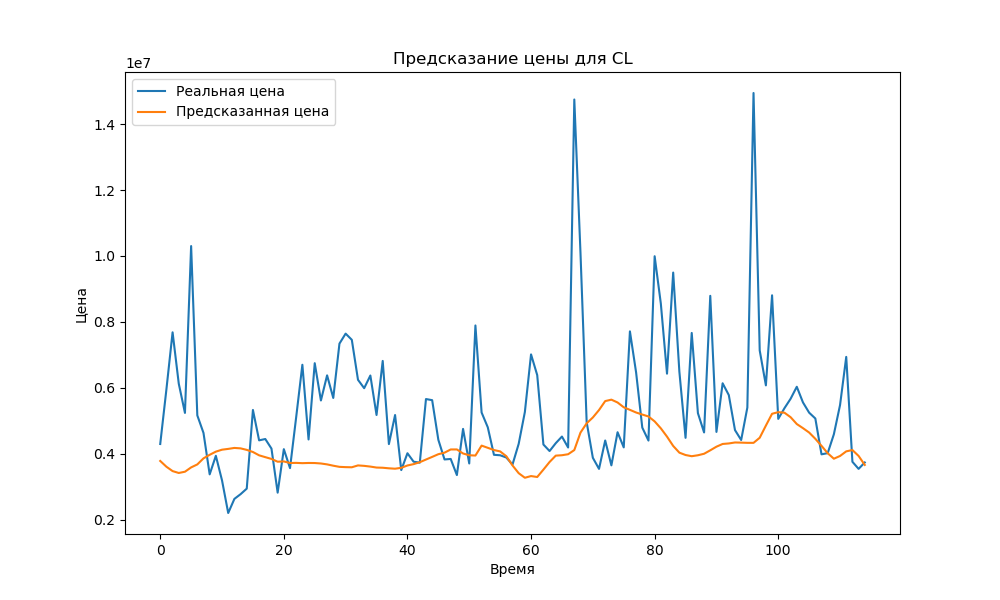 Предсказание цены для CL
1e7
Реальная цена
Предсказанная цена
1.4
1.2
1.0
0.8
0.6
0.4
0.2
Цена
0 20 40 60 80 100
Время